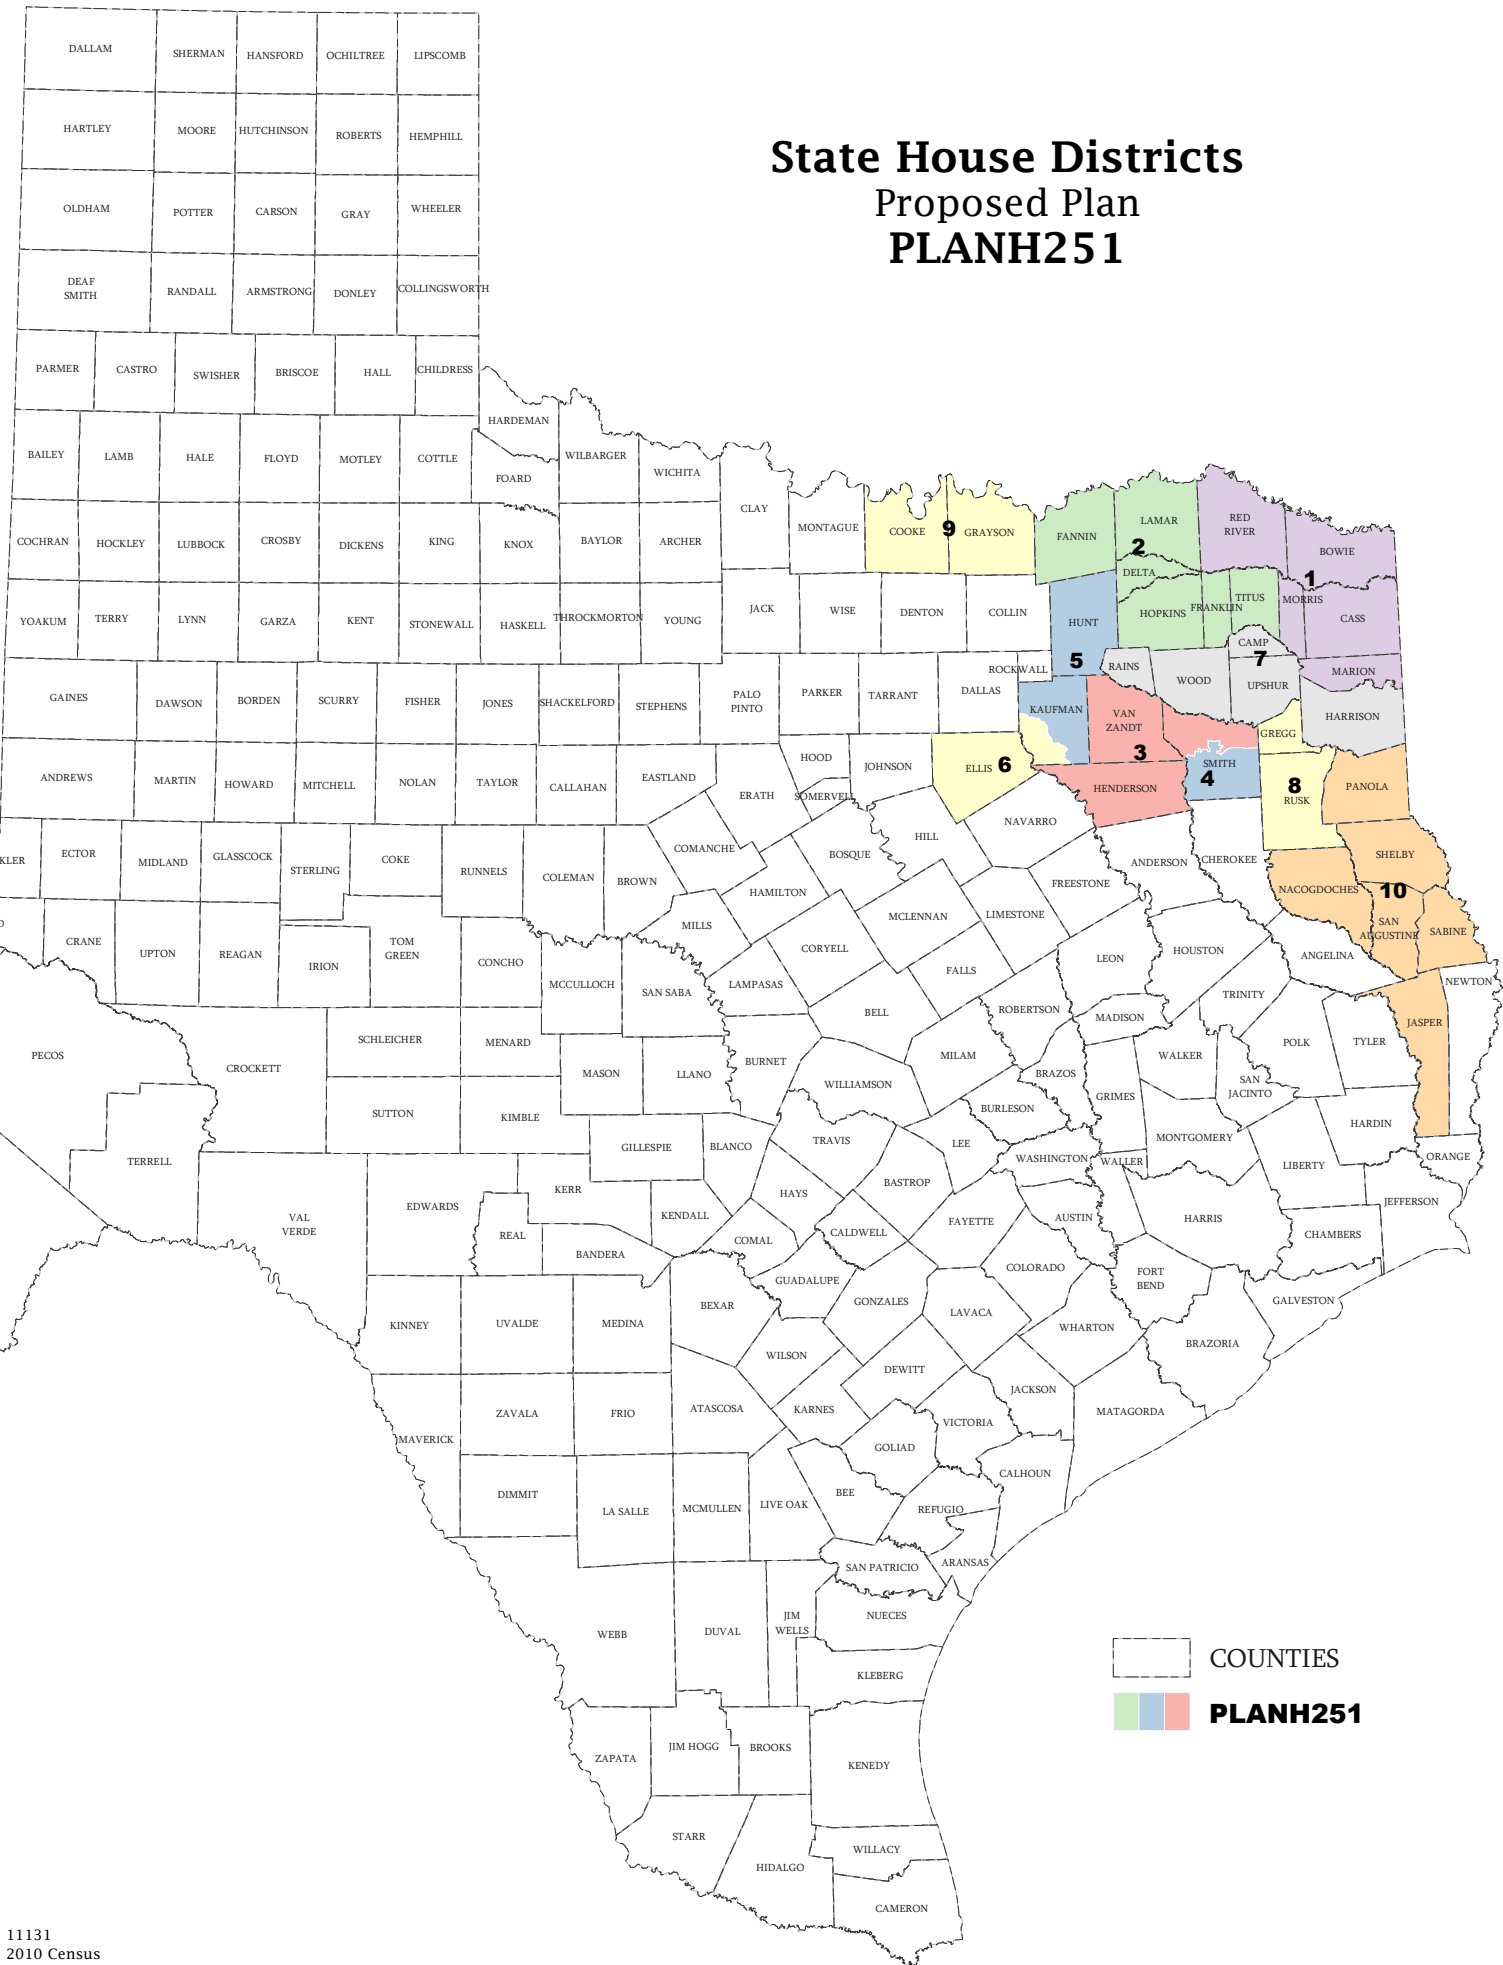 State House Districts
Proposed Plan
PLANH251
DALLAM
SHERMAN
HANSFORD
OCHILTREE
LIPSCOMB
HARTLEY
MOORE
HUTCHINSON
ROBERTS
HEMPHILL
OLDHAM
POTTER
CARSON
GRAY
WHEELER
DEAF
SMITH
RANDALL
ARMSTRONG
DONLEY
COLLINGSWORTH
PARMER
CASTRO
SWISHER
BRISCOE
HALL
CHILDRESS
HARDEMAN
BAILEY
LAMB
HALE
FLOYD
MOTLEY
COTTLE
FOARD
WILBARGER
WICHITA
CLAY
MONTAGUE
COOKE
9
GRAYSON
FANNIN
LAMAR
2
RED
RIVER
BOWIE
1
COCHRAN
HOCKLEY
LUBBOCK
CROSBY
DICKENS
KING
KNOX
BAYLOR
ARCHER
DELTA
HOPKINS
FRANKLIN
TITUS
MORRIS
CASS
YOAKUM
TERRY
LYNN
GARZA
KENT
STONEWALL
HASKELL
THROCKMORTON
YOUNG
JACK
WISE
DENTON
COLLIN
HUNT
5
RAINS
WOOD
CAMP
7
UPSHUR
MARION
HARRISON
GAINES
DAWSON
BORDEN
SCURRY
FISHER
JONES
SHACKELFORD
STEPHENS
PALO
PINTO
PARKER
TARRANT
DALLAS
ROCKWALL
KAUFMAN
VAN
ZANDT
3
GREGG
ANDREWS
MARTIN
HOWARD
MITCHELL
NOLAN
TAYLOR
CALLAHAN
EASTLAND
ERATH
HOOD
SOMERVELL
JOHNSON
ELLIS
6
HENDERSON
SMITH
4
8
RUSK
PANOLA
KLER
ECTOR
MIDLAND
GLASSCOCK
STERLING
COKE
RUNNELS
COLEMAN
BROWN
COMANCHE
HAMILTON
BOSQUE
HILL
NAVARRO
FREESTONE
ANDERSON
CHEROKEE
NACOGDOCHES
SHELBY
10
SAN
AUGUSTINE
SABINE
CRANE
UPTON
REAGAN
IRION
TOM
GREEN
CONCHO
MCCULLOCH
SAN SABA
MILLS
LAMPASAS
CORYELL
MCLENNAN
LIMESTONE
FALLS
LEON
HOUSTON
ANGELINA
TRINITY
NEWTON
JASPER
PECOS
CROCKETT
SCHLEICHER
MENARD
MASON
LLANO
BURNET
BELL
MILAM
ROBERTSON
MADISON
WALKER
POLK
TYLER
SUTTON
KIMBLE
WILLIAMSON
BRAZOS
GRIMES
SAN
JACINTO
HARDIN
TERRELL
GILLESPIE
BLANCO
TRAVIS
LEE
BURLESON
WASHINGTON
WALLER
MONTGOMERY
LIBERTY
ORANGE
JEFFERSON
VAL
VERDE
EDWARDS
REAL
KERR
KENDALL
HAYS
BASTROP
CALDWELL
FAYETTE
AUSTIN
HARRIS
CHAMBERS
BANDERA
COMAL
GUADALUPE
GONZALES
COLORADO
FORT
BEND
GALVESTON
KINNEY
UVALDE
MEDINA
BEXAR
WILSON
LAVACA
WHARTON
BRAZORIA
MAVERICK
ZAVALA
FRIO
ATASCOSA
KARNES
DEWITT
VICTORIA
JACKSON
MATAGORDA
GOLIAD
CALHOUN
DIMMIT
LA SALLE
MCMULLEN
LIVE OAK
BEE
REFUGIO
ARANSAS
SAN PATRICIO
WEBB
DUVAL
JIM
WELLS
NUECES
KLEBERG
ZAPATA
JIM HOGG
BROOKS
KENEDY
STARR
HIDALGO
WILLACY
CAMERON
COUNTIES
PLANH251
11131
2010 Census